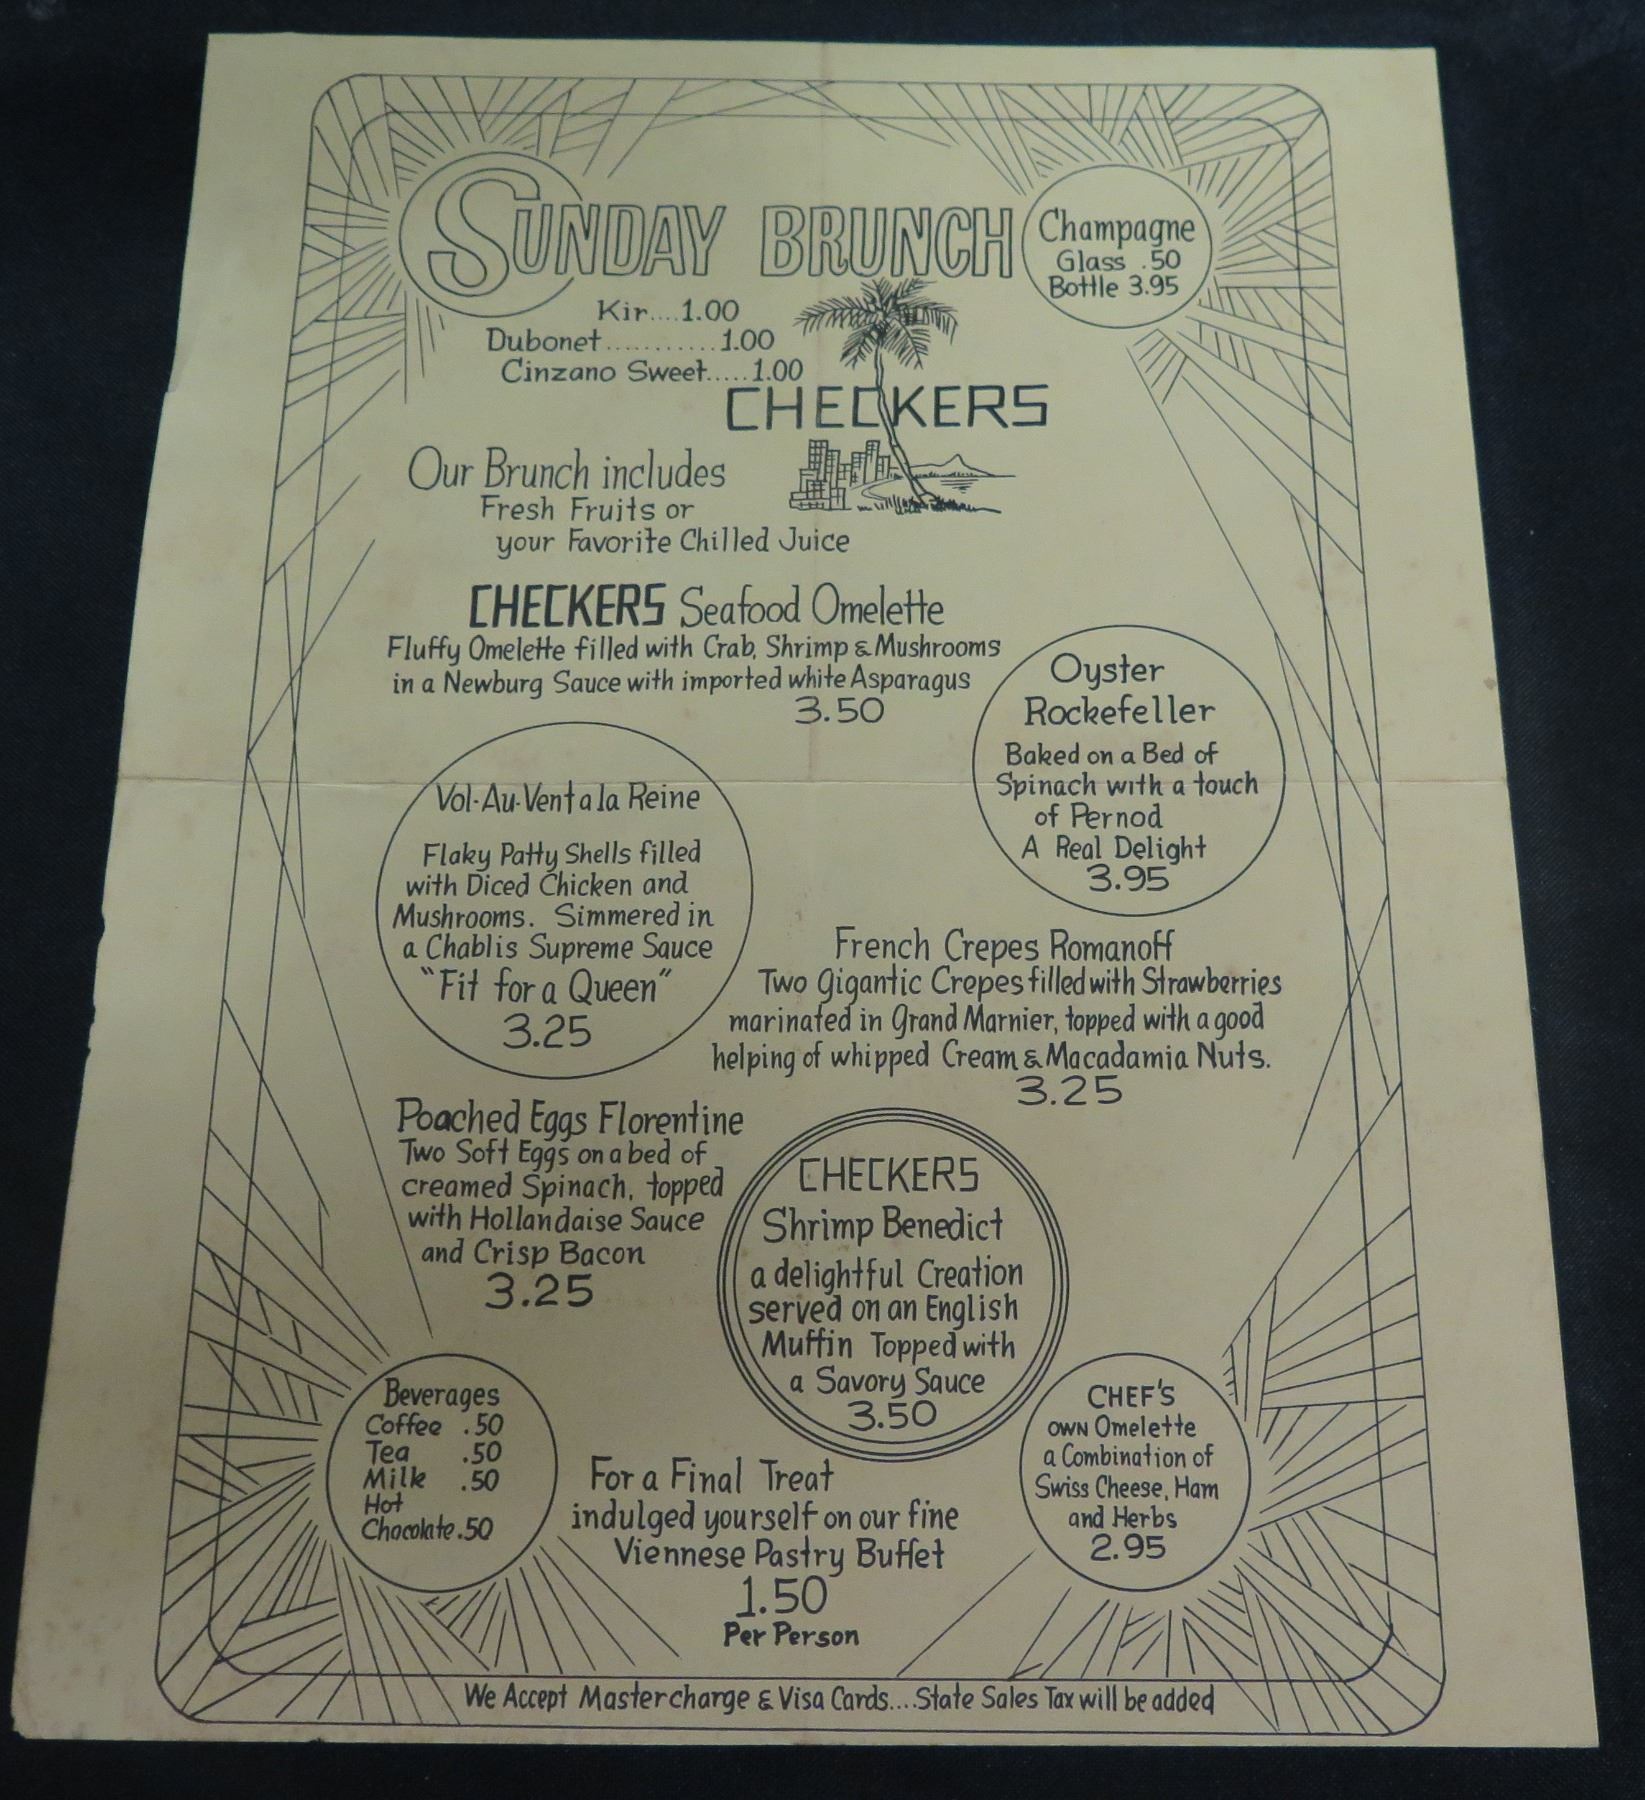 SUNDAY BRUNCH
Champagne
Glass .50
Bottle 3.95
Kir....1.00
Dubonet...........1.00
Cinzano Sweet.....1.00
CHECKERS
Our Brunch includes
Fresh Fruits or
your Favorite Chilled Juice
CHECKERS Seafood Omelette
Fluffy Omelette filled with Crab, Shrimp & Mushrooms
in a Newburg Sauce with imported white Asparagus
3.50
Oyster
Rockefeller
Baked on a Bed of
Spinach with a touch
of Pernod
A Real Delight
3.95
Vol-Au-Vent a la Reine
Flaky Patty Shells filled
with Diced Chicken and
Mushrooms. Simmered in
a Chablis Supreme Sauce
"Fit for a Queen"
3.25
French Crepes Romanoff
Two Gigantic Crepes filled with Strawberries
marinated in Grand Marnier, topped with a good
helping of whipped Cream & Macadamia Nuts.
3.25
Poached Eggs Florentine
Two Soft Eggs on a bed of
creamed Spinach, topped
with Hollandaise Sauce
and Crisp Bacon
3.25
CHECKERS
Shrimp Benedict
a delightful Creation
served on an English
Muffin Topped with
a Savory Sauce
3.50
Beverages
Coffee .50
Tea .50
Milk .50
Hot
Chocolate .50
CHEF'S
OWN Omelette
a Combination of
Swiss Cheese, Ham
and Herbs
2.95
For a Final Treat
indulged yourself on our fine
Viennese Pastry Buffet
1.50
Per Person
We Accept Mastercharge & Visa Cards....State Sales Tax will be added